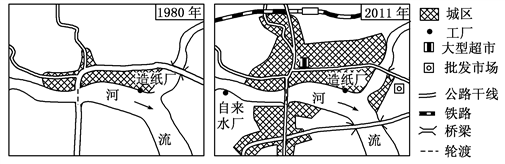 1980年
造纸厂
河
流
2011年
造纸厂
自来
水厂
河
流
城区
工厂
大型超市
批发市场
公路干线
铁路
桥梁
轮渡